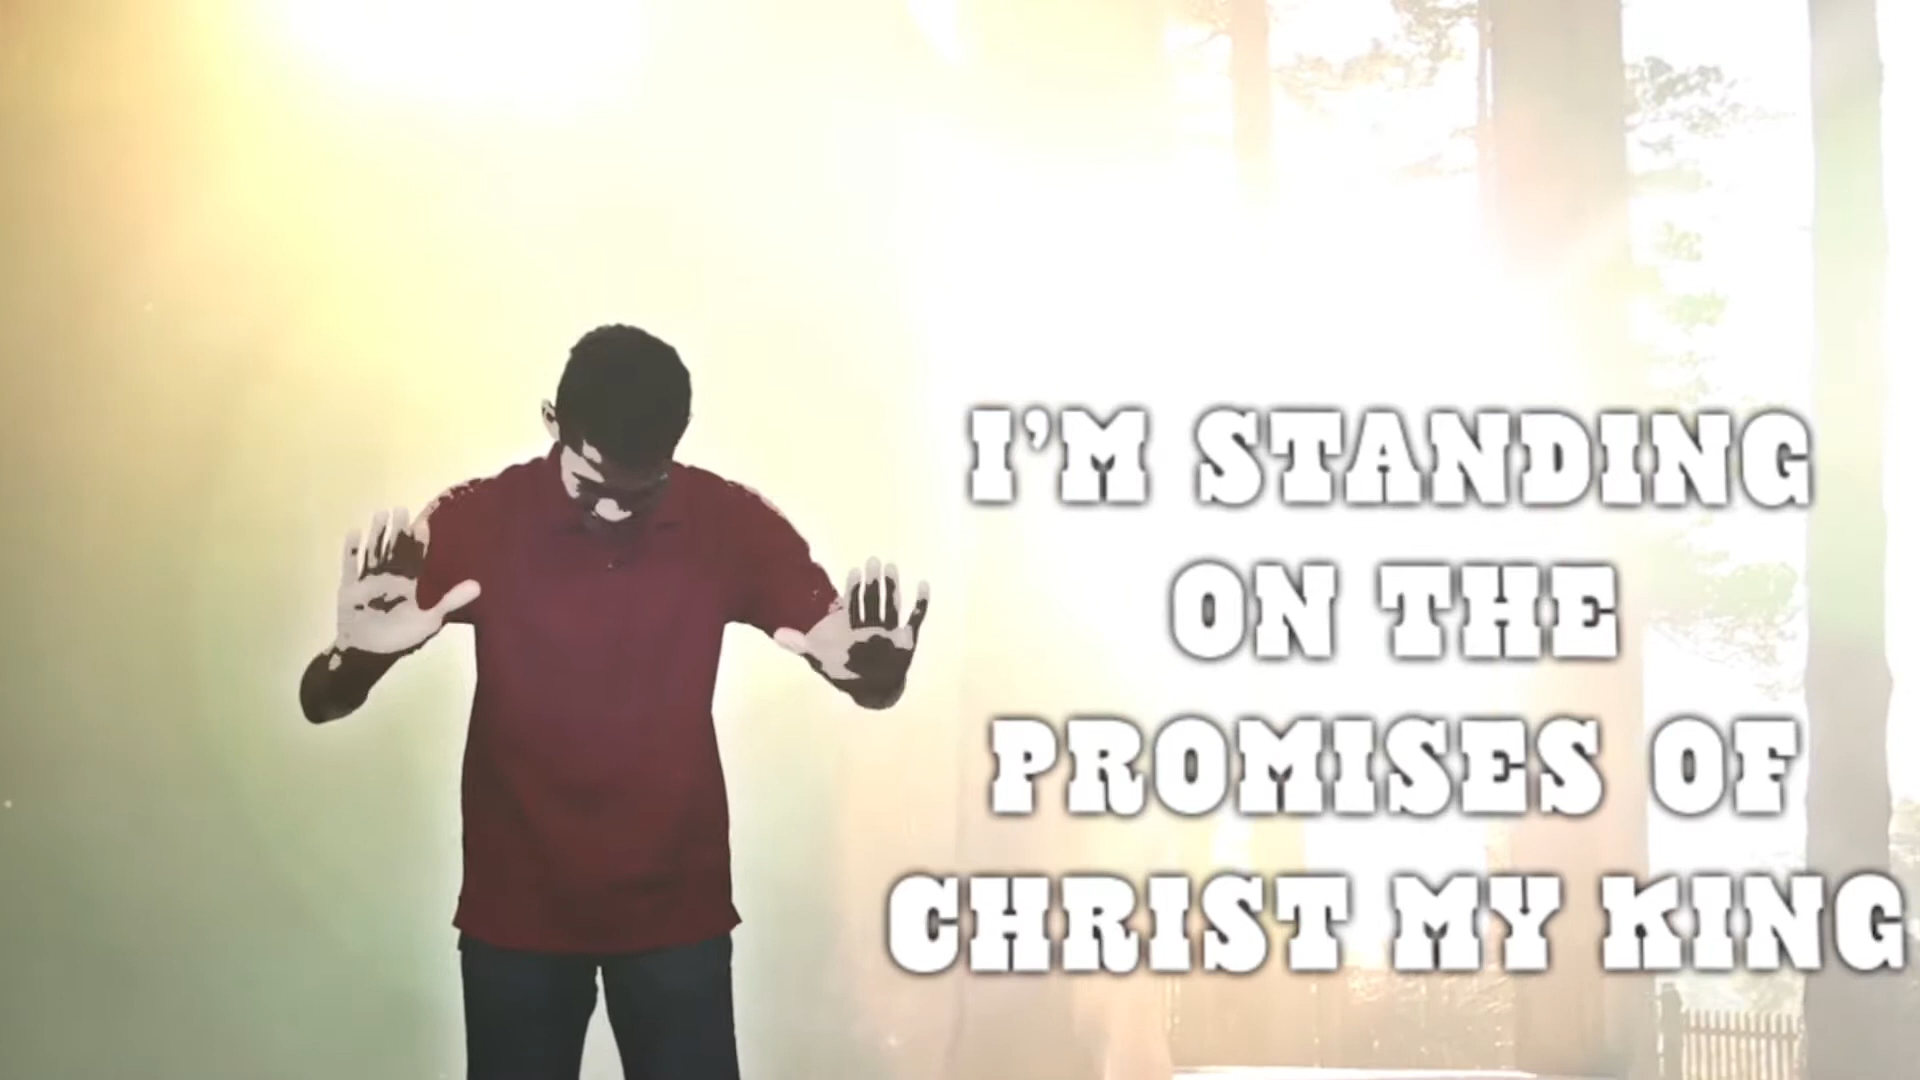 I'M STANDING
ON THE
PROMISES OF
CHRIST MY KING